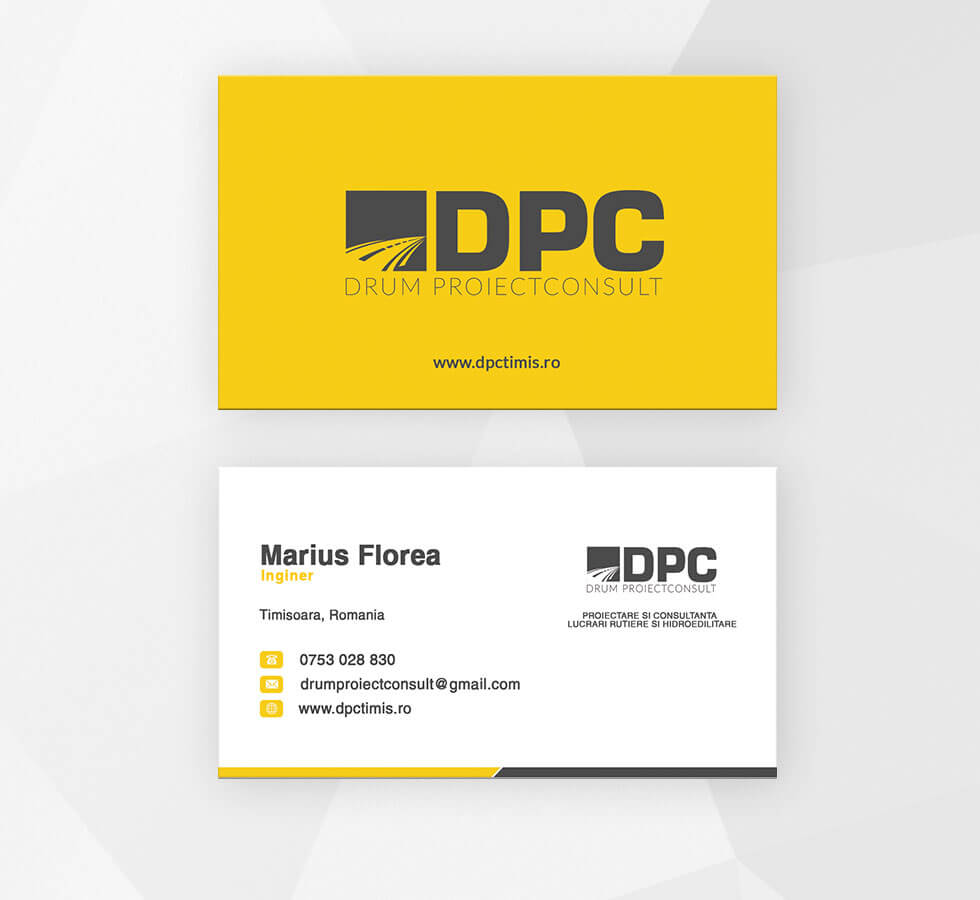 DPC
DRUM PROIECTCONSULT
www.dpctimis.ro
Marius Florea
Inginer
Timisoara, Romania
0753 028 830
drumproiectconsult@gmail.com
www.dpctimis.ro
DPC
DRUM PROIECTCONSULT
PROIECTARE SI CONSULTANTA
LUCRARI RUTIERE SI HIDROEDILITARE